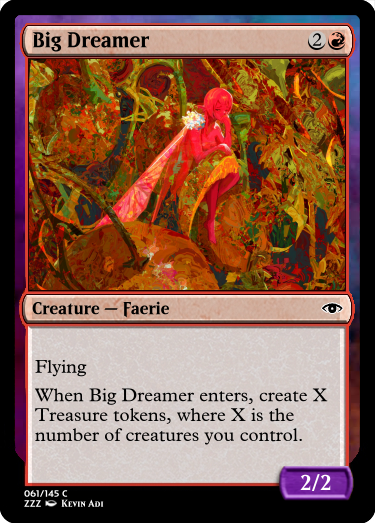 Big Dreamer 2
Creature — Faerie
Flying
When Big Dreamer enters, create X
Treasure tokens, where X is the
number of creatures you control.
2/2
061/145 C
ZZZ Kevin Adi